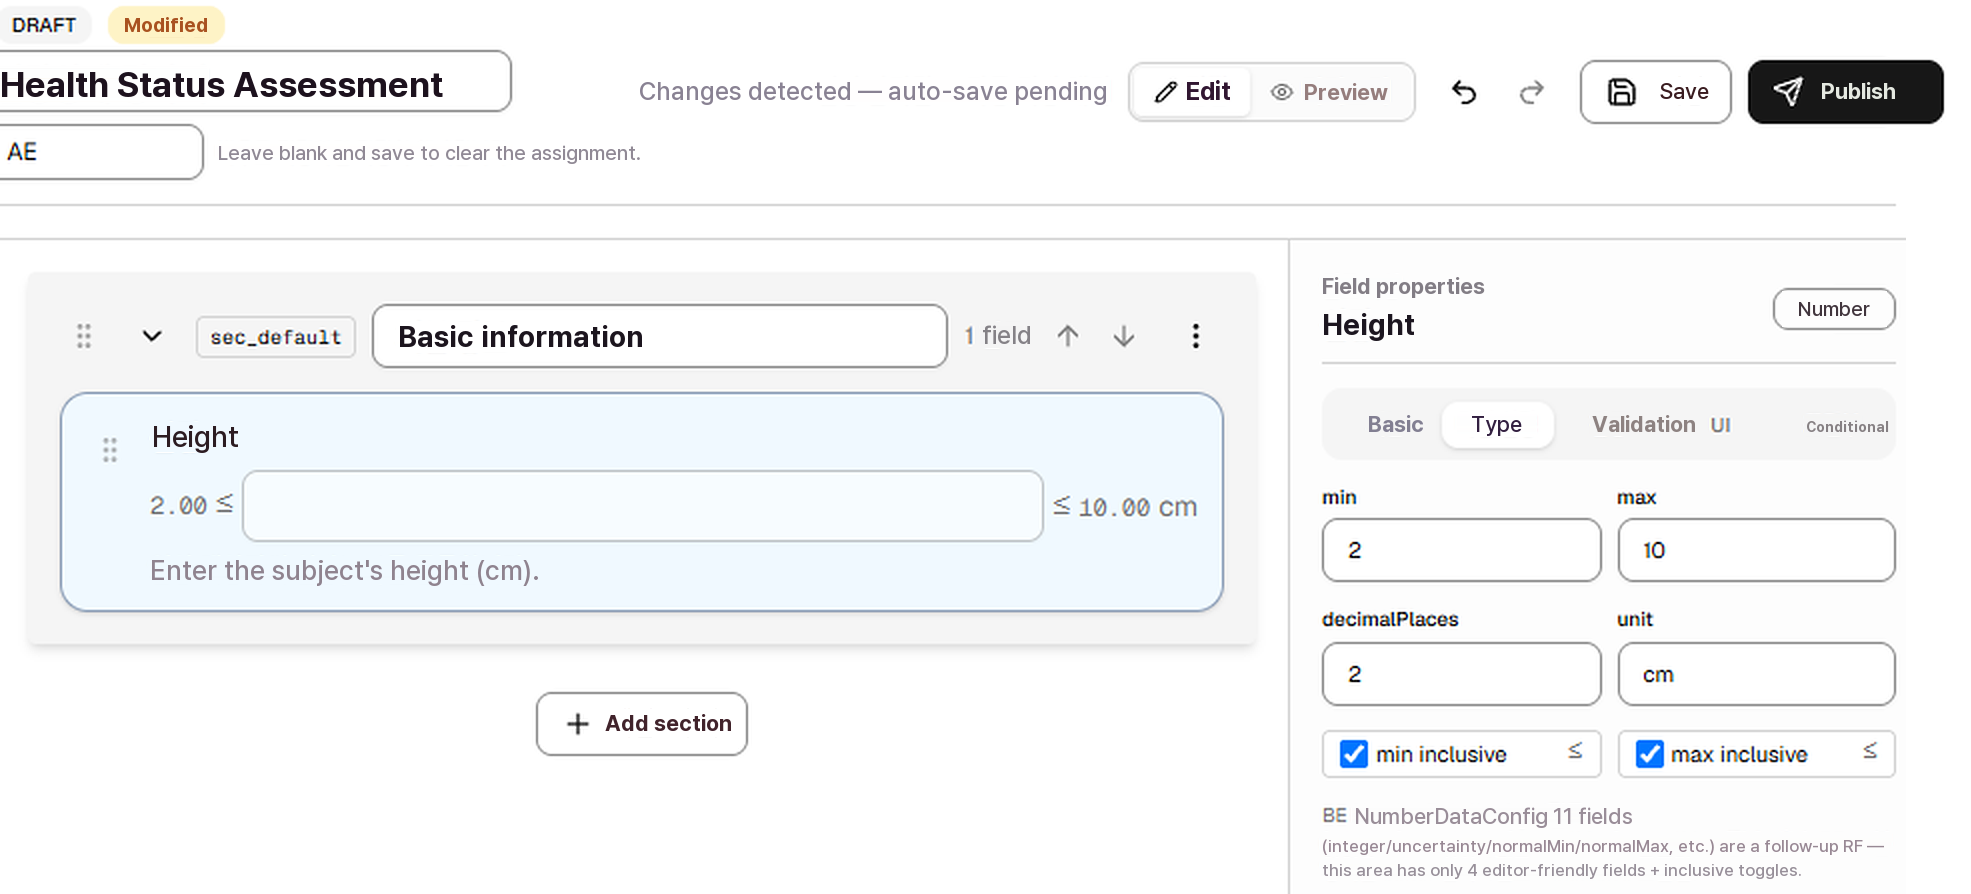 DRAFT Modified
Health Status Assessment
Changes detected — auto-save pending
Edit Preview Save Publish
AE
Leave blank and save to clear the assignment.
sec_default Basic information 1 field
Height
2.00 ≤ ≤ 10.00 cm
Enter the subject's height (cm).
+ Add section
Field properties
Height
Number
Basic Type Validation UI Conditional
min max
2 10
decimalPlaces unit
2 cm
min inclusive ≤ max inclusive ≤
BE NumberDataConfig 11 fields
(integer/uncertainty/normalMin/normalMax, etc.) are a follow-up RF —
this area has only 4 editor-friendly fields + inclusive toggles.